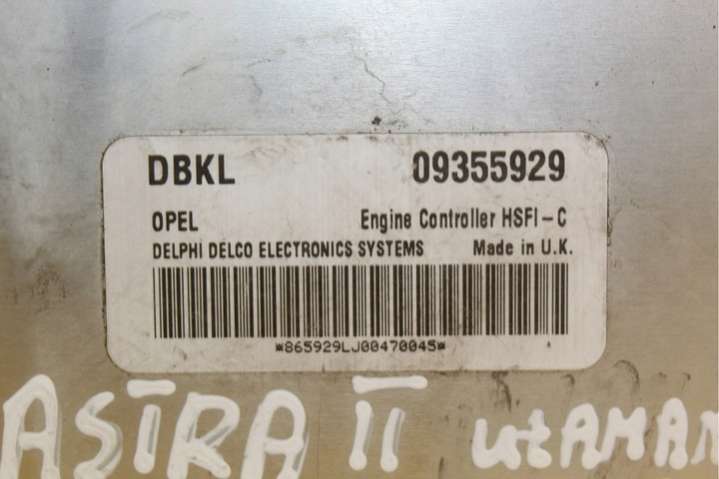 DBKL 09355929
OPEL Engine Controller HSFI-C
DELPHI DELCO ELECTRONICS SYSTEMS Made in U.K.
*865929LJ00470045*
ASTRA II